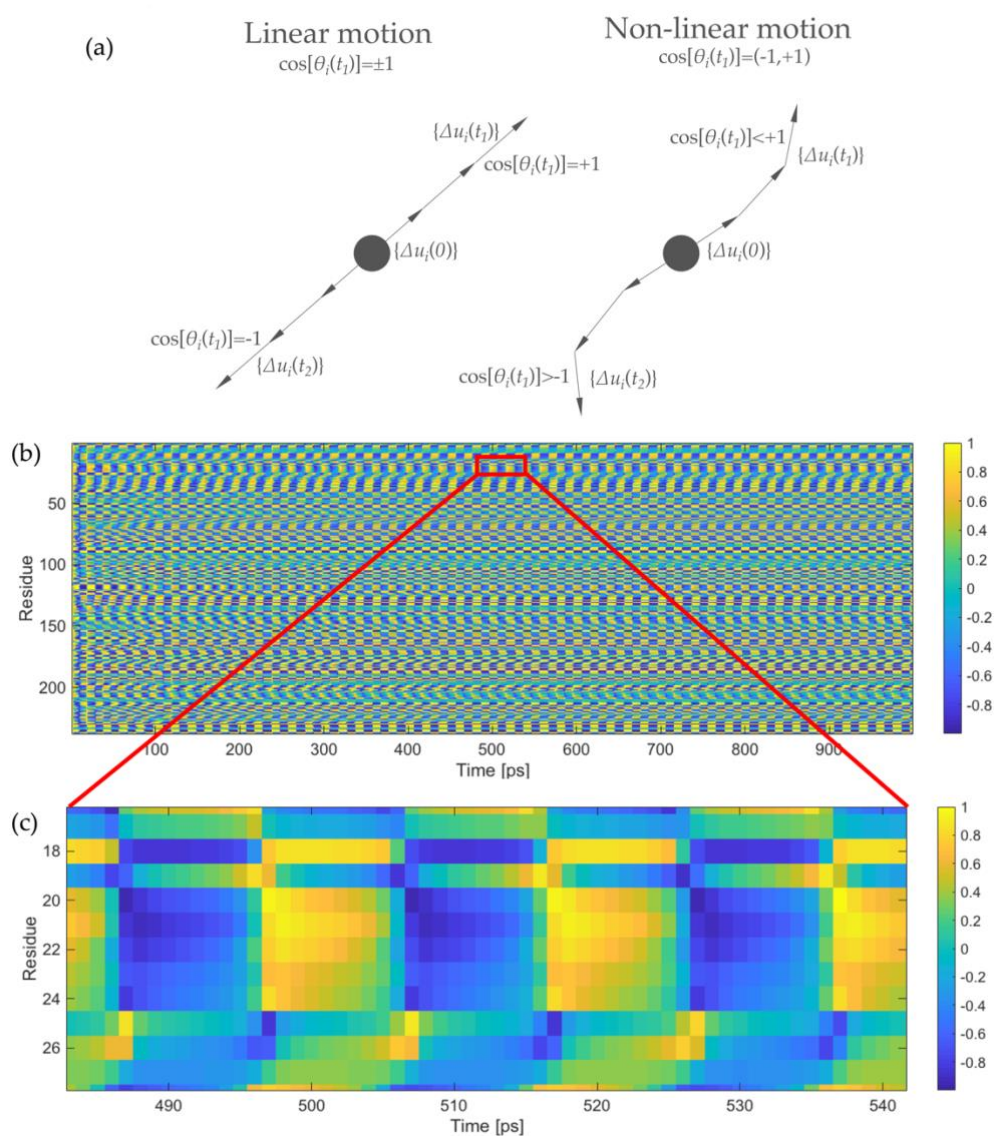 (a)
Linear motion
cos[θi(t1)]=±1
Non-linear motion
cos[θi(t1)]=(-1,+1)
{Δui(t1)}
cos[θi(t1)]=+1
{Δui(0)}
cos[θi(t1)]=-1
{Δui(t2)}
cos[θi(t1)]<+1
{Δui(t1)}
{Δui(0)}
cos[θi(t1)]>-1
{Δui(t2)}
(b)
Residue
50
100
150
200
100 200 300 400 500 600 700 800 900
Time [ps]
1
0.8
0.6
0.4
0.2
0
-0.2
-0.4
-0.6
-0.8
(c)
Residue
18
20
22
24
26
490 500 510 520 530 540
Time [ps]
1
0.8
0.6
0.4
0.2
0
-0.2
-0.4
-0.6
-0.8